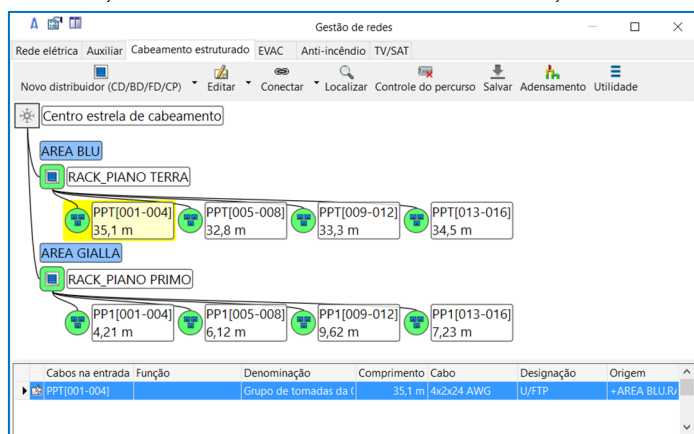 Gestão de redes
Rede elétrica Auxiliar Cabeamento estruturado EVAC Anti-incêndio TV/SAT
Novo distribuidor (CD/BD/FD/CP) Editar Conectar Localizar Controle do percurso Salvar Adensamento Utilidade
Centro estrela de cabeamento
AREA BLU
RACK_PIANO TERRA
PPT[001-004] PPT[005-008] PPT[009-012] PPT[013-016]
35,1 m 32,8 m 33,3 m 34,5 m
AREA GIALLA
RACK_PIANO PRIMO
PP1[001-004] PP1[005-008] PP1[009-012] PP1[013-016]
4,21 m 6,12 m 9,62 m 7,23 m
Cabos na entrada Função Denominação Comprimento Cabo Designação Origem
PPT[001-004] Grupo de tomadas da ( 35,1 m 4x2x24 AWG U/FTP +AREA BLU.R/